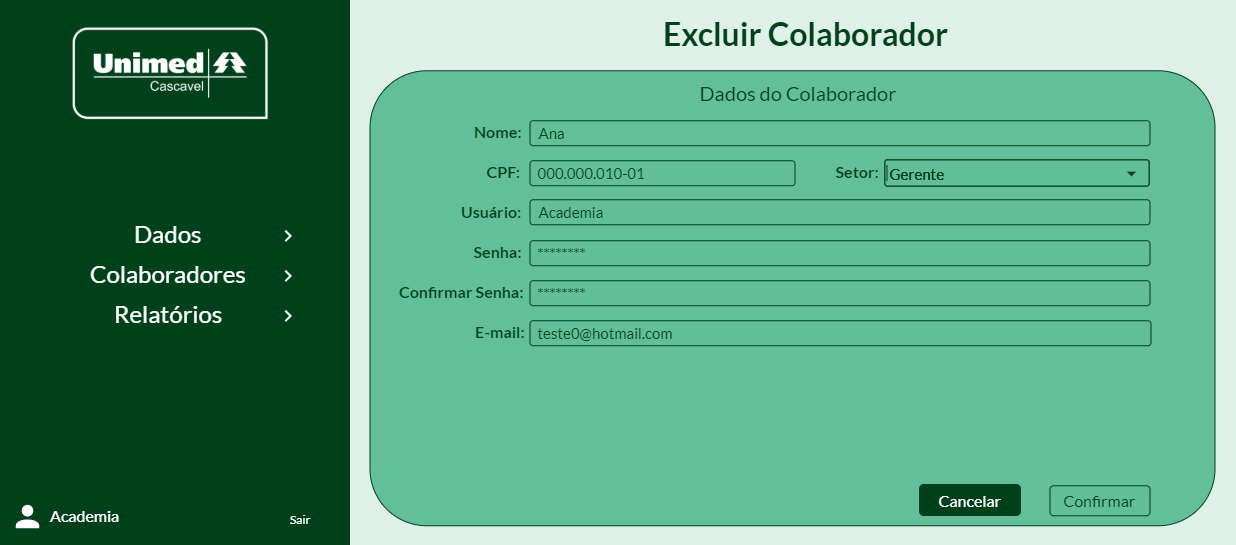 Unimed
Cascavel
Dados
Colaboradores
Relatórios
Academia
Sair
Excluir Colaborador
Dados do Colaborador
Nome: Ana
CPF: 000.000.010-01 Setor: Gerente
Usuário: Academia
Senha: ********
Confirmar Senha: ********
E-mail: teste0@hotmail.com
Cancelar Confirmar